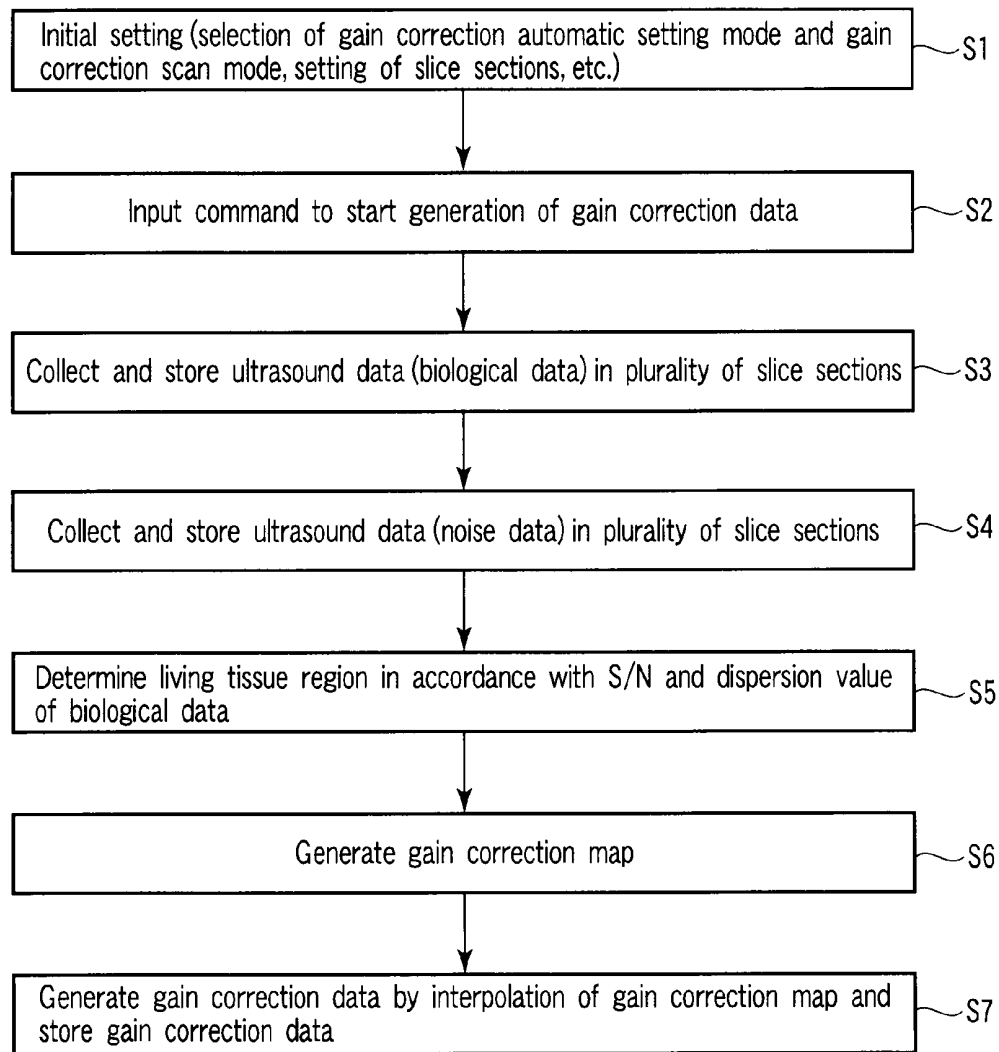 Initial setting (selection of gain correction automatic setting mode and gain
correction scan mode, setting of slice sections, etc.)
S1
Input command to start generation of gain correction data
S2
Collect and store ultrasound data (biological data) in plurality of slice sections
S3
Collect and store ultrasound data (noise data) in plurality of slice sections
S4
Determine living tissue region in accordance with S/N and dispersion value
of biological data
S5
Generate gain correction map
S6
Generate gain correction data by interpolation of gain correction map and
store gain correction data
S7